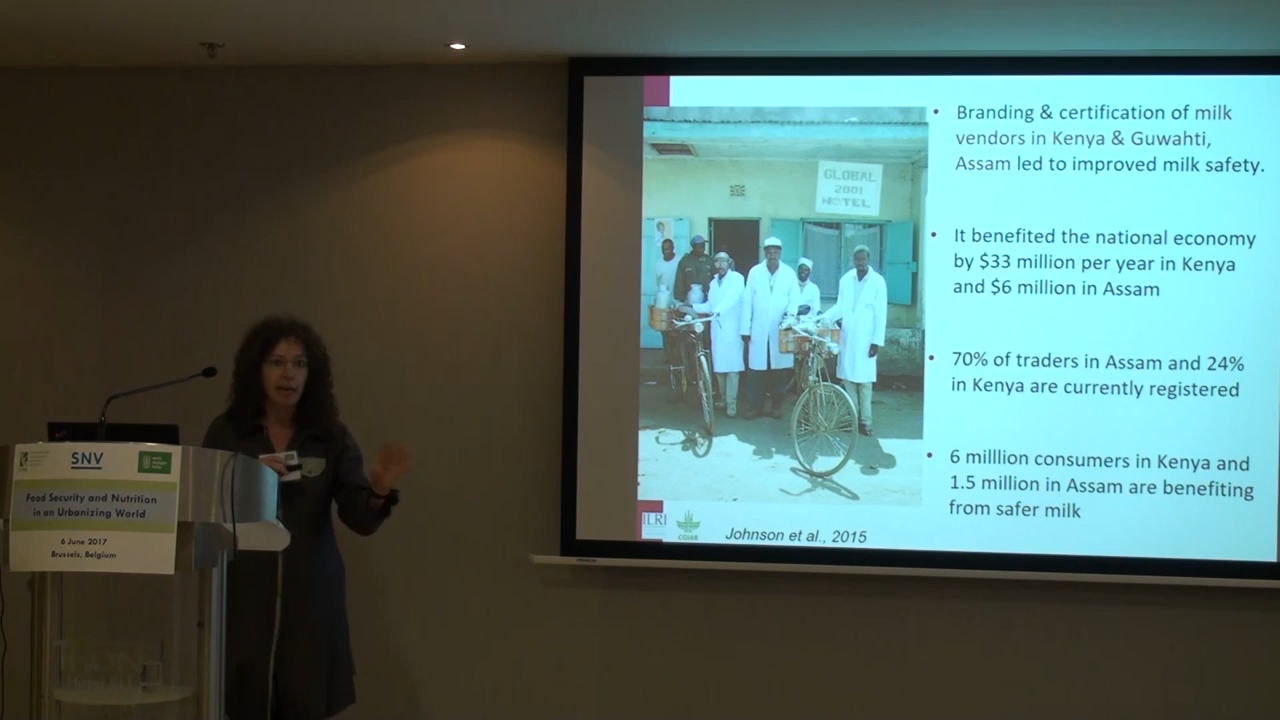 SNV
Food Security and Nutrition
in an Urbanizing World
6 June 2017
Brussels, Belgium
GLOBAL
2001
HOTEL
• Branding & certification of milk
vendors in Kenya & Guwahti,
Assam led to improved milk safety.
• It benefited the national economy
by $33 million per year in Kenya
and $6 million in Assam
• 70% of traders in Assam and 24%
in Kenya are currently registered
• 6 milllion consumers in Kenya and
1.5 million in Assam are benefiting
from safer milk
ILRI
CGIAR
Johnson et al., 2015